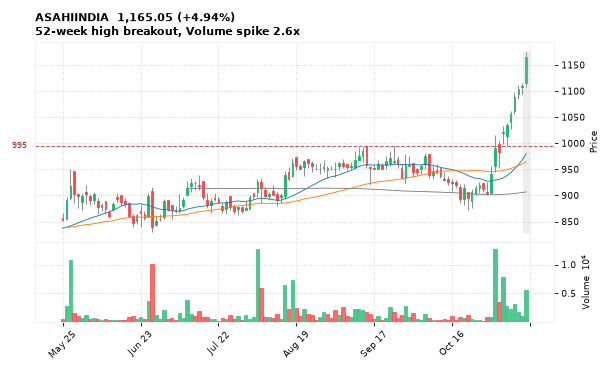 ASAHIINDIA 1,165.05 (+4.94%)
52-week high breakout, Volume spike 2.6x
1150
1100
1050
1000
995
950
900
850
Price
1.0
0.5
Volume 10⁶
May 25
Jun 23
Jul 22
Aug 19
Sep 17
Oct 16